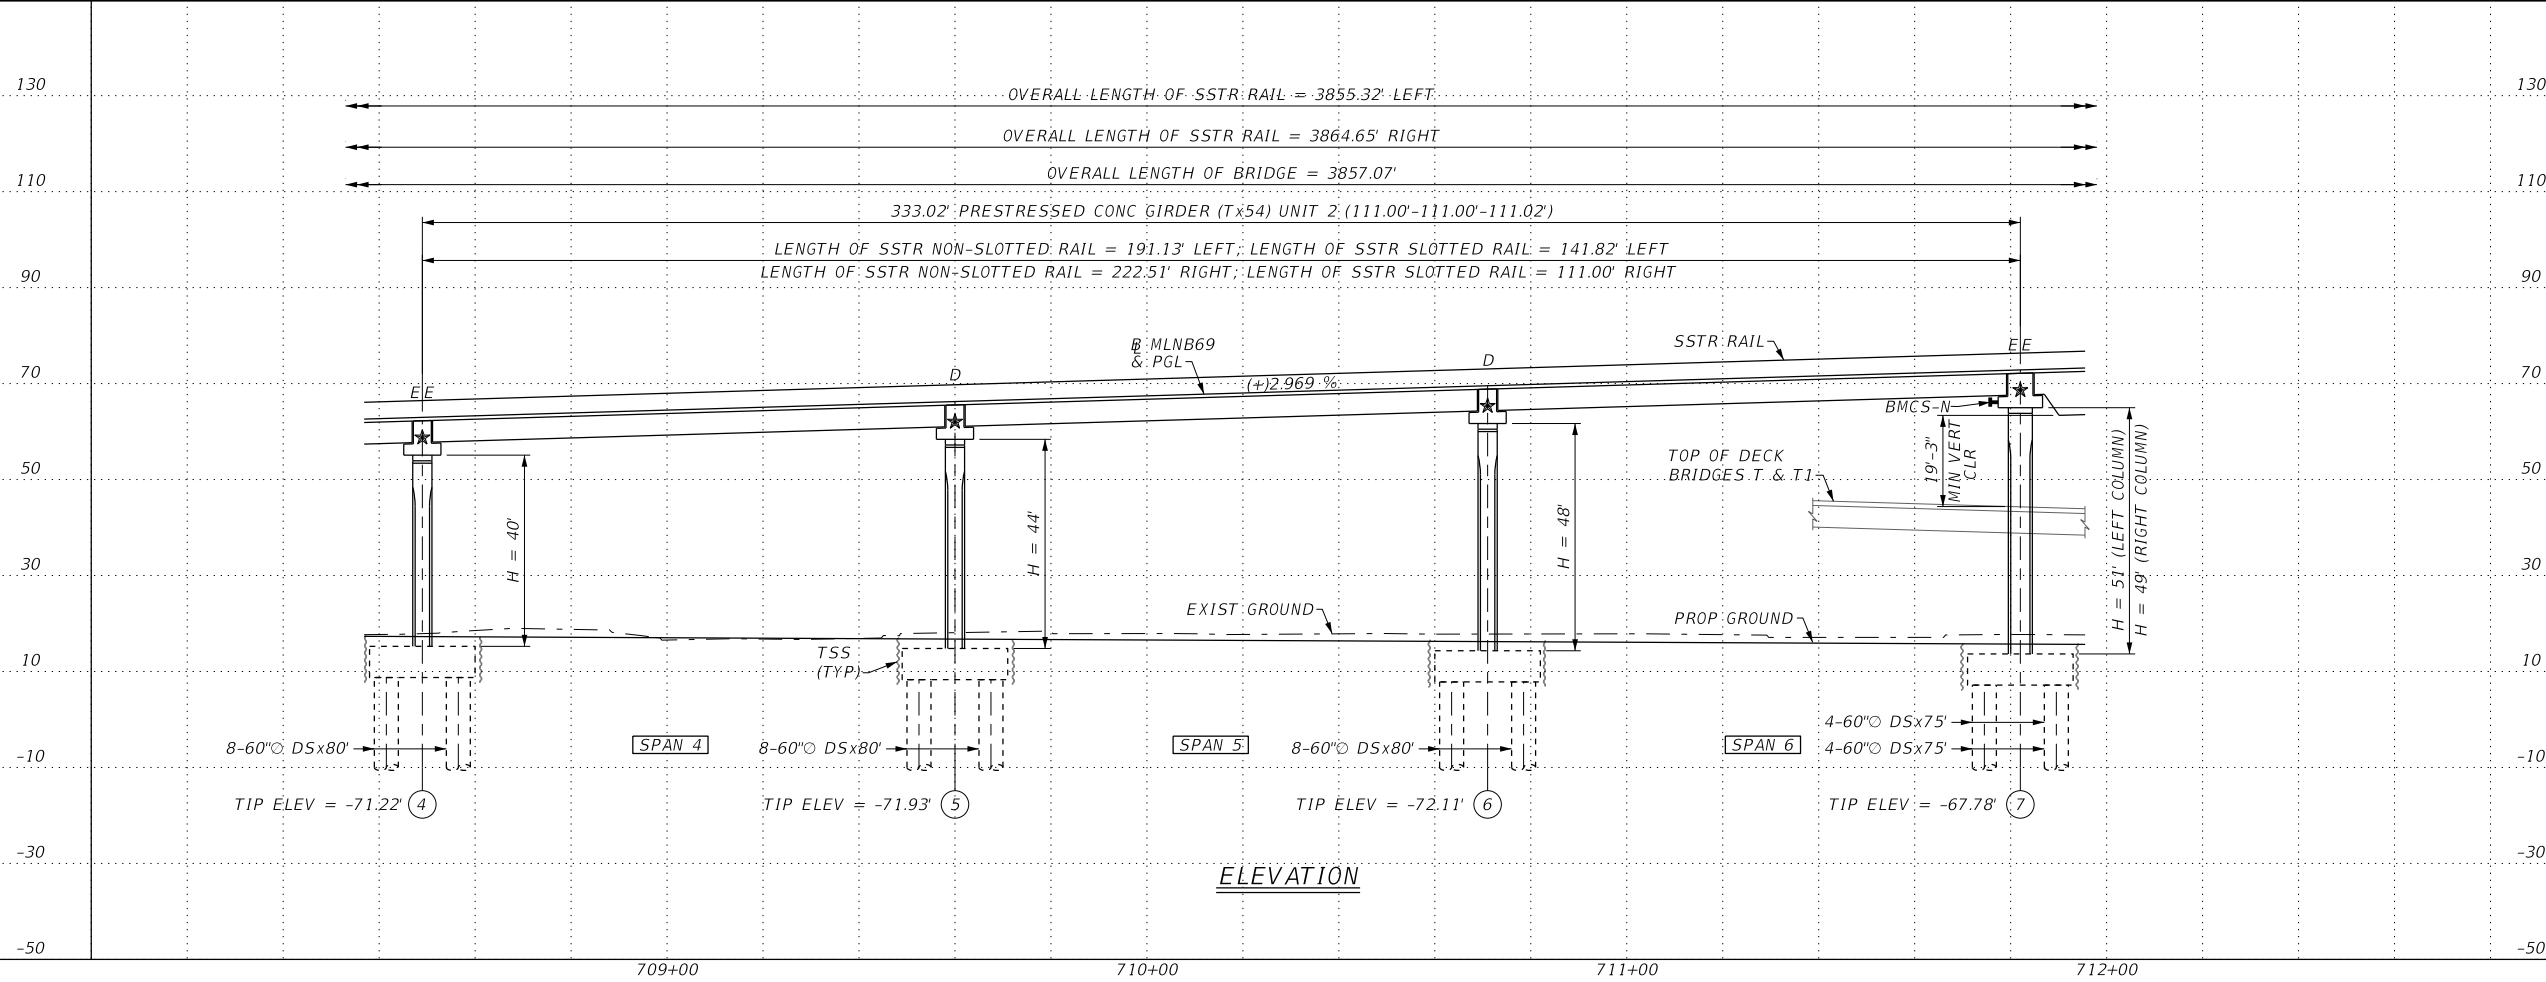 130
130
OVERALL LENGTH OF SSTR RAIL = 3855.32' LEFT
OVERALL LENGTH OF SSTR RAIL = 3864.65' RIGHT
OVERALL LENGTH OF BRIDGE = 3857.07'
110
110
333.02' PRESTRESSED CONC GIRDER (Tx54) UNIT 2 (111.00'-111.00'-111.02')
LENGTH OF SSTR NON-SLOTTED RAIL = 191.13' LEFT; LENGTH OF SSTR SLOTTED RAIL = 141.82' LEFT
LENGTH OF SSTR NON-SLOTTED RAIL = 222.51' RIGHT; LENGTH OF SSTR SLOTTED RAIL = 111.00' RIGHT
90
90
MLNB69
& PGL
SSTR RAIL
E E
D
D
E E
70
70
(+)2.969 %
BMCS-N
19'-3"
MIN VERT
CLR
TOP OF DECK
BRIDGES T & T1
50
50
H = 40'
H = 44'
H = 48'
H = 51' (LEFT COLUMN)
H = 49' (RIGHT COLUMN)
30
30
EXIST GROUND
PROP GROUND
TSS
(TYP)
10
10
8-60"∅ DSx80'
SPAN 4
8-60"∅ DSx80'
SPAN 5
8-60"∅ DSx80'
SPAN 6
4-60"∅ DSx75'
4-60"∅ DSx75'
-10
-10
TIP ELEV = -71.22'
4
TIP ELEV = -71.93'
5
TIP ELEV = -72.11'
6
TIP ELEV = -67.78'
7
-30
-30
ELEVATION
-50
-50
709+00
710+00
711+00
712+00